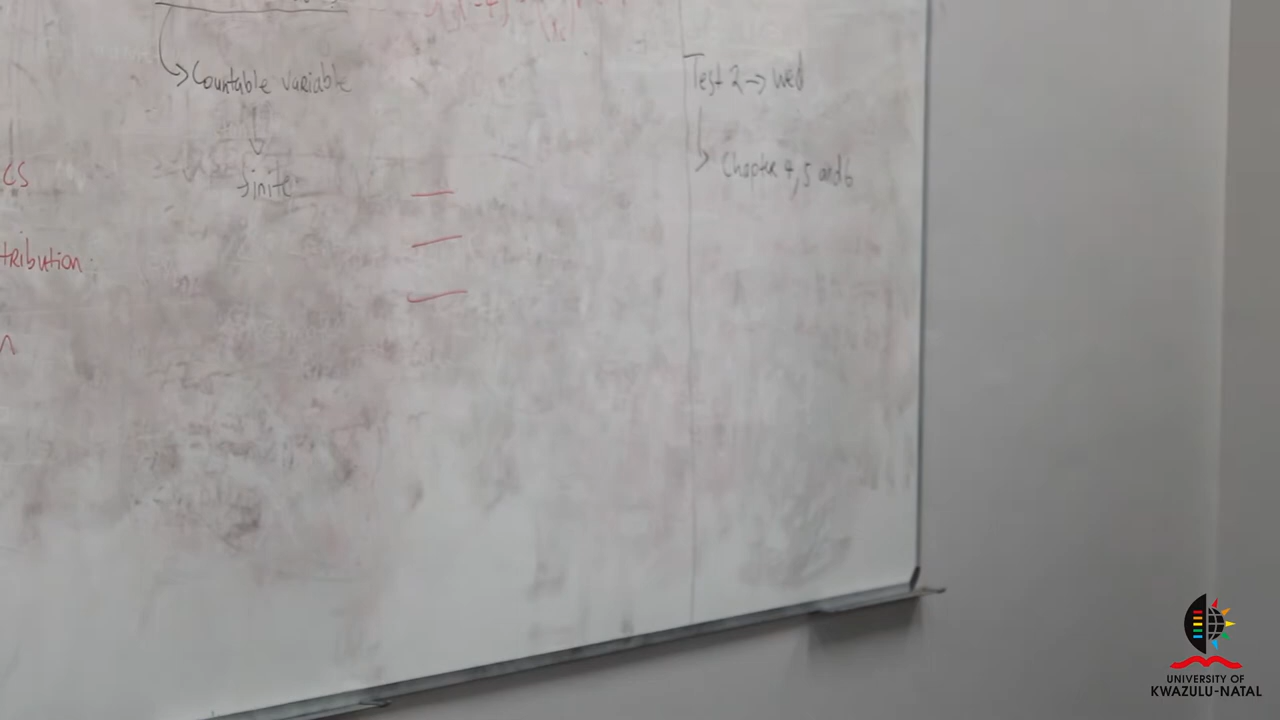 Countable variable
finite
CS
tribution
Test 2 → Wed
Chapter 4, 5 and 6
UNIVERSITY OF
KWAZULU-NATAL